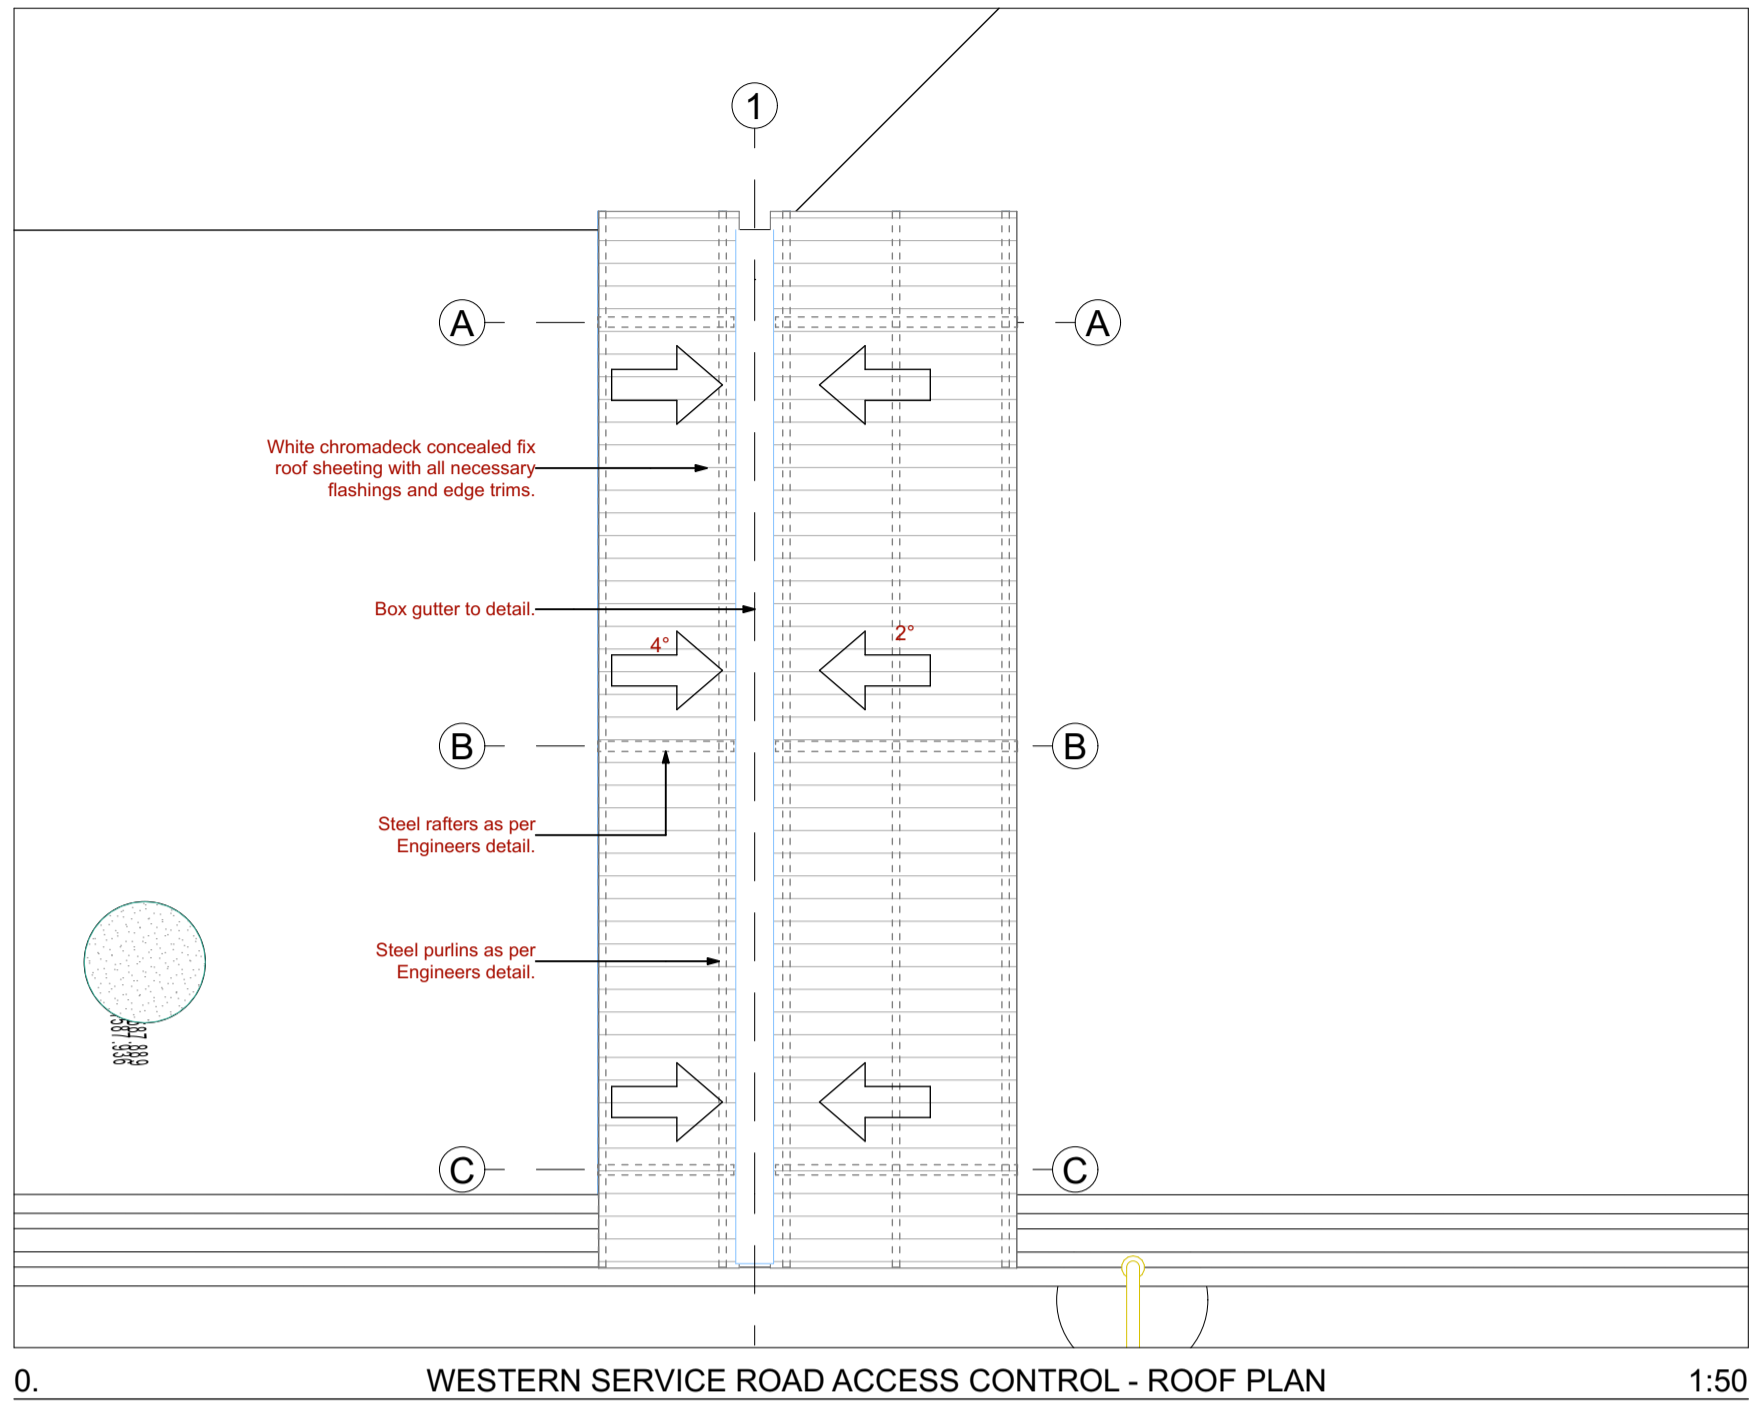 1
A
A
White chromadeck concealed fix
roof sheeting with all necessary
flashings and edge trims.
Box gutter to detail.
4°
2°
B
B
Steel rafters as per
Engineers detail.
Steel purlins as per
Engineers detail.
C
C
0.
WESTERN SERVICE ROAD ACCESS CONTROL - ROOF PLAN
1:50